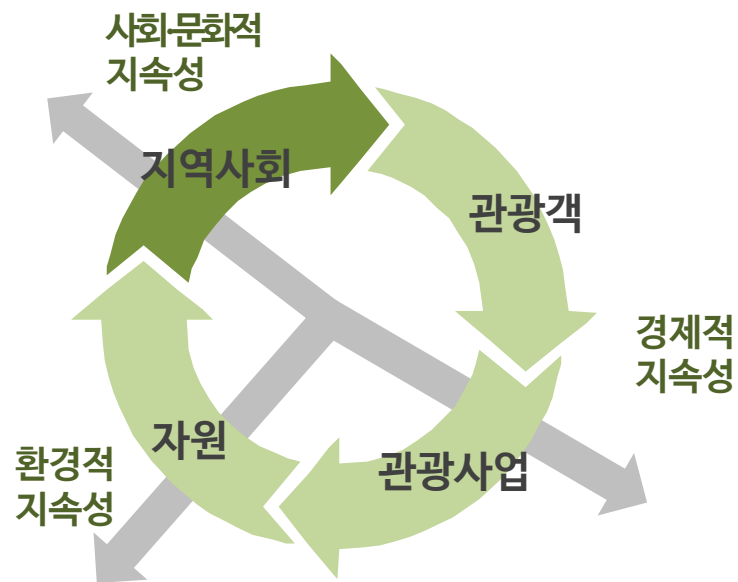 사회·문화적
지속성
지역사회
관광객
경제적
지속성
자원
관광사업
환경적
지속성